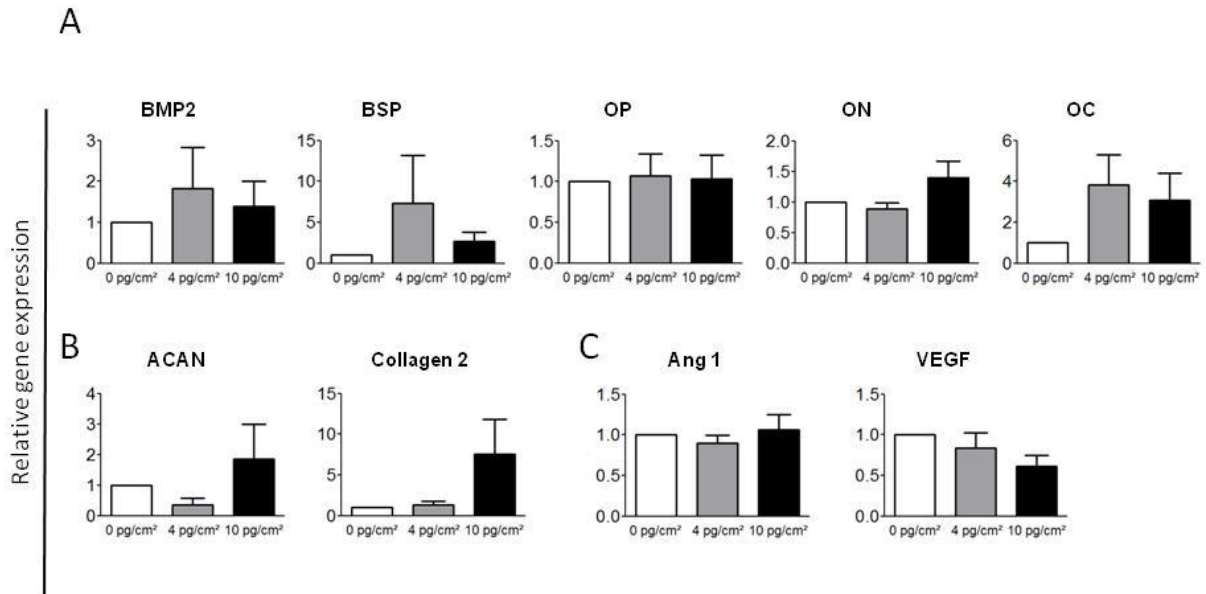 A
BMP2 BSP OP ON OC
3 15 1.5 2.0 6
2 10 1.0 1.5 4
1 5 0.5 1.0 2
0 0 0.0 0.5 0
0.0
0 pg/cm² 4 pg/cm² 10 pg/cm² 0 pg/cm² 4 pg/cm² 10 pg/cm² 0 pg/cm² 4 pg/cm² 10 pg/cm² 0 pg/cm² 4 pg/cm² 10 pg/cm² 0 pg/cm² 4 pg/cm² 10 pg/cm²
Relative gene expression
B C
ACAN Collagen 2 Ang 1 VEGF
4 15 1.5 1.5
3 10 1.0 1.0
2 5 0.5 0.5
1 0 0.0 0.0
0
0 pg/cm² 4 pg/cm² 10 pg/cm² 0 pg/cm² 4 pg/cm² 10 pg/cm² 0 pg/cm² 4 pg/cm² 10 pg/cm² 0 pg/cm² 4 pg/cm² 10 pg/cm²